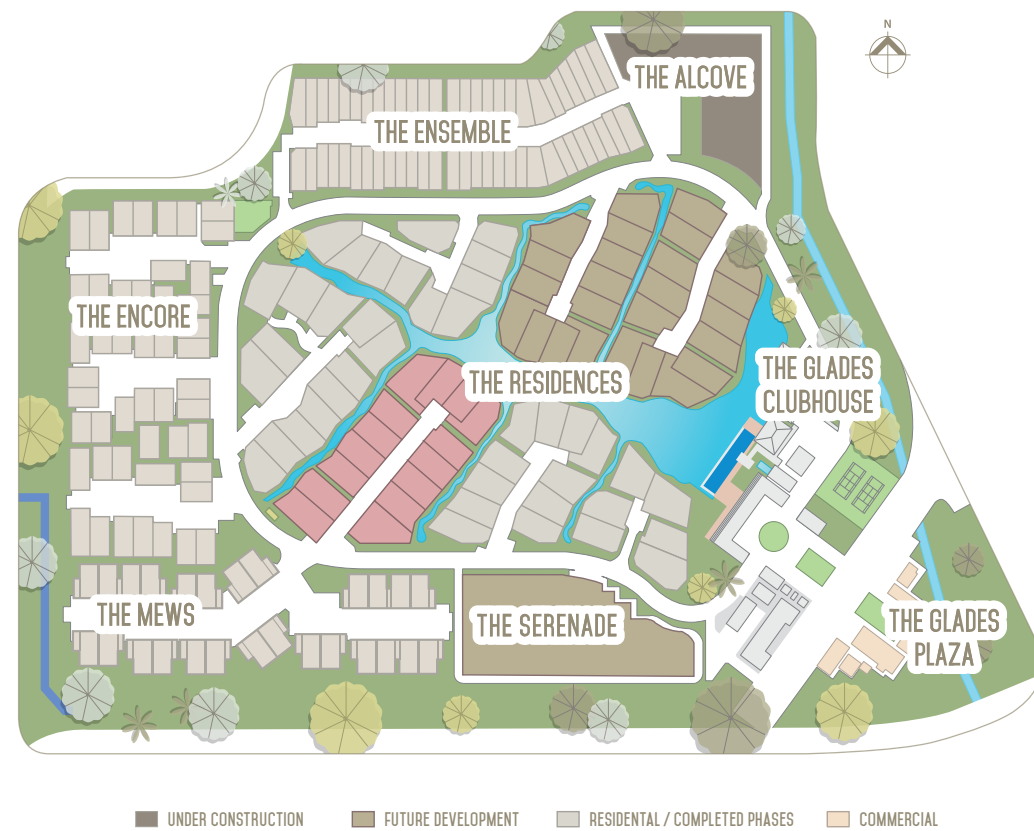 N
THE ALCOVE
THE ENSEMBLE
THE ENCORE
THE RESIDENCES
THE GLADES
CLUBHOUSE
THE MEWS
THE SERENADE
THE GLADES
PLAZA
UNDER CONSTRUCTION
FUTURE DEVELOPMENT
RESIDENTAL / COMPLETED PHASES
COMMERCIAL